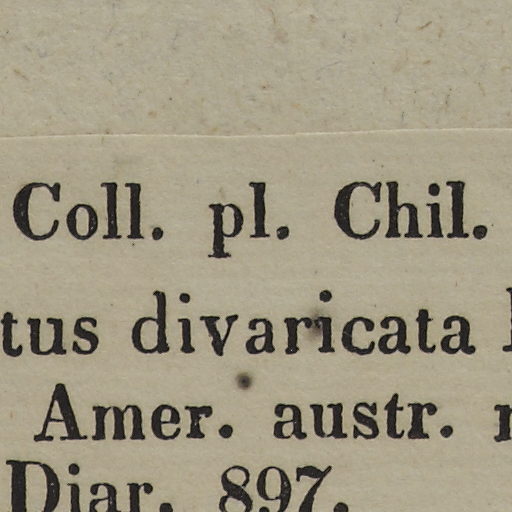 Coll. pl. Chil.
tus divaricata
Amer. austr.
Diar. 897.